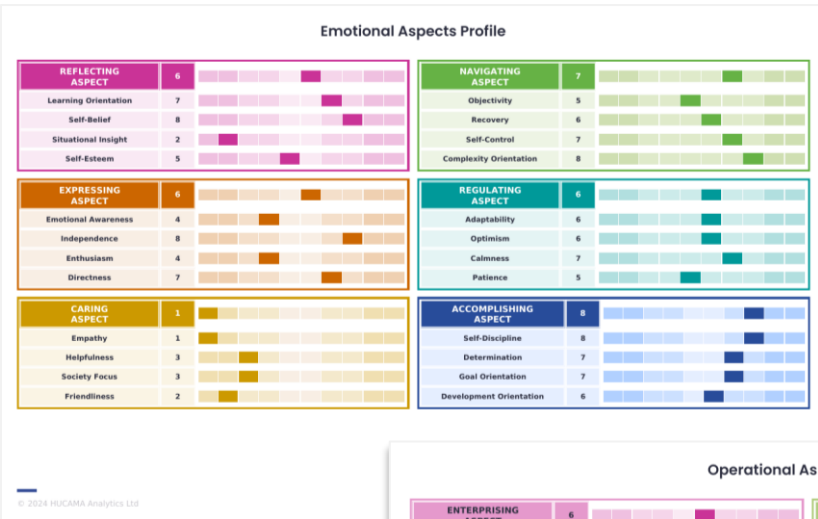 Emotional Aspects Profile
REFLECTING
ASPECT
6
Learning Orientation 7
Self-Belief 8
Situational Insight 2
Self-Esteem 5
NAVIGATING
ASPECT
7
Objectivity 5
Recovery 6
Self-Control 7
Complexity Orientation 8
EXPRESSING
ASPECT
6
Emotional Awareness 4
Independence 8
Enthusiasm 4
Directness 7
REGULATING
ASPECT
6
Adaptability 6
Optimism 6
Calmness 7
Patience 5
CARING
ASPECT
1
Empathy 1
Helpfulness 3
Society Focus 3
Friendliness 2
ACCOMPLISHING
ASPECT
8
Self-Discipline 8
Determination 7
Goal Orientation 7
Development Orientation 6
© 2024 HUCAMA Analytics Ltd
Operational As
ENTERPRISING
6